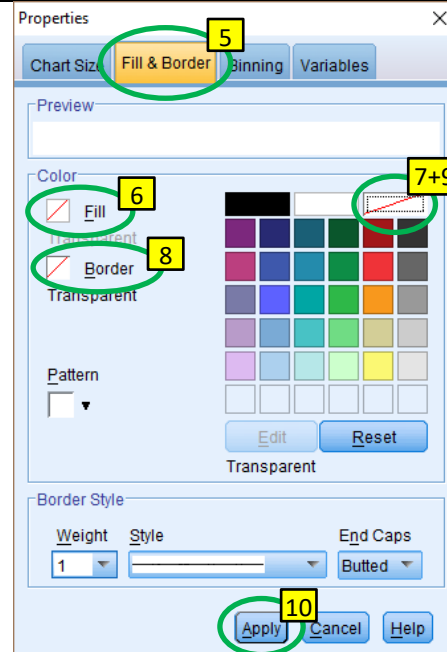 Properties
5
Chart Size Fill & Border Binning Variables
Preview
Color
7+9
6
Fill
Transparent
8
Border
Transparent
Pattern
Edit Reset
Transparent
Border Style
Weight Style End Caps
1 Butted
10
Apply Cancel Help